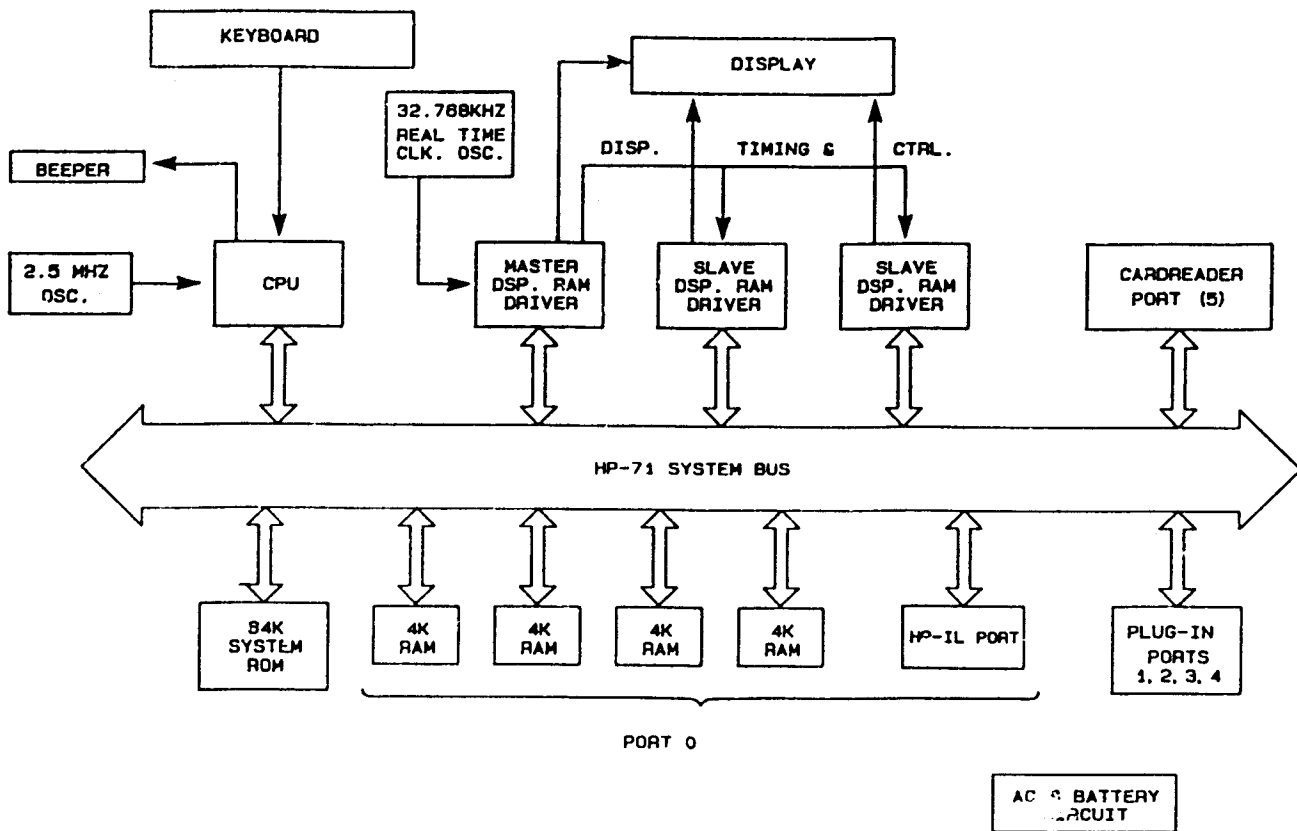 KEYBOARD
DISPLAY
32.768KHZ
REAL TIME
CLK. OSC.
DISP. TIMING & CTRL.
BEEPER
2.5 MHZ
OSC.
CPU
MASTER
DSP. RAM
DRIVER
SLAVE
DSP. RAM
DRIVER
SLAVE
DSP. RAM
DRIVER
CARDREADER
PORT (5)
HP-71 SYSTEM BUS
SYSTEM
ROM
4K
RAM
4K
RAM
4K
RAM
4K
RAM
HP-IL PORT
PLUG-IN
PORTS
1, 2, 3, 4
PORT 0
AC BATTERY